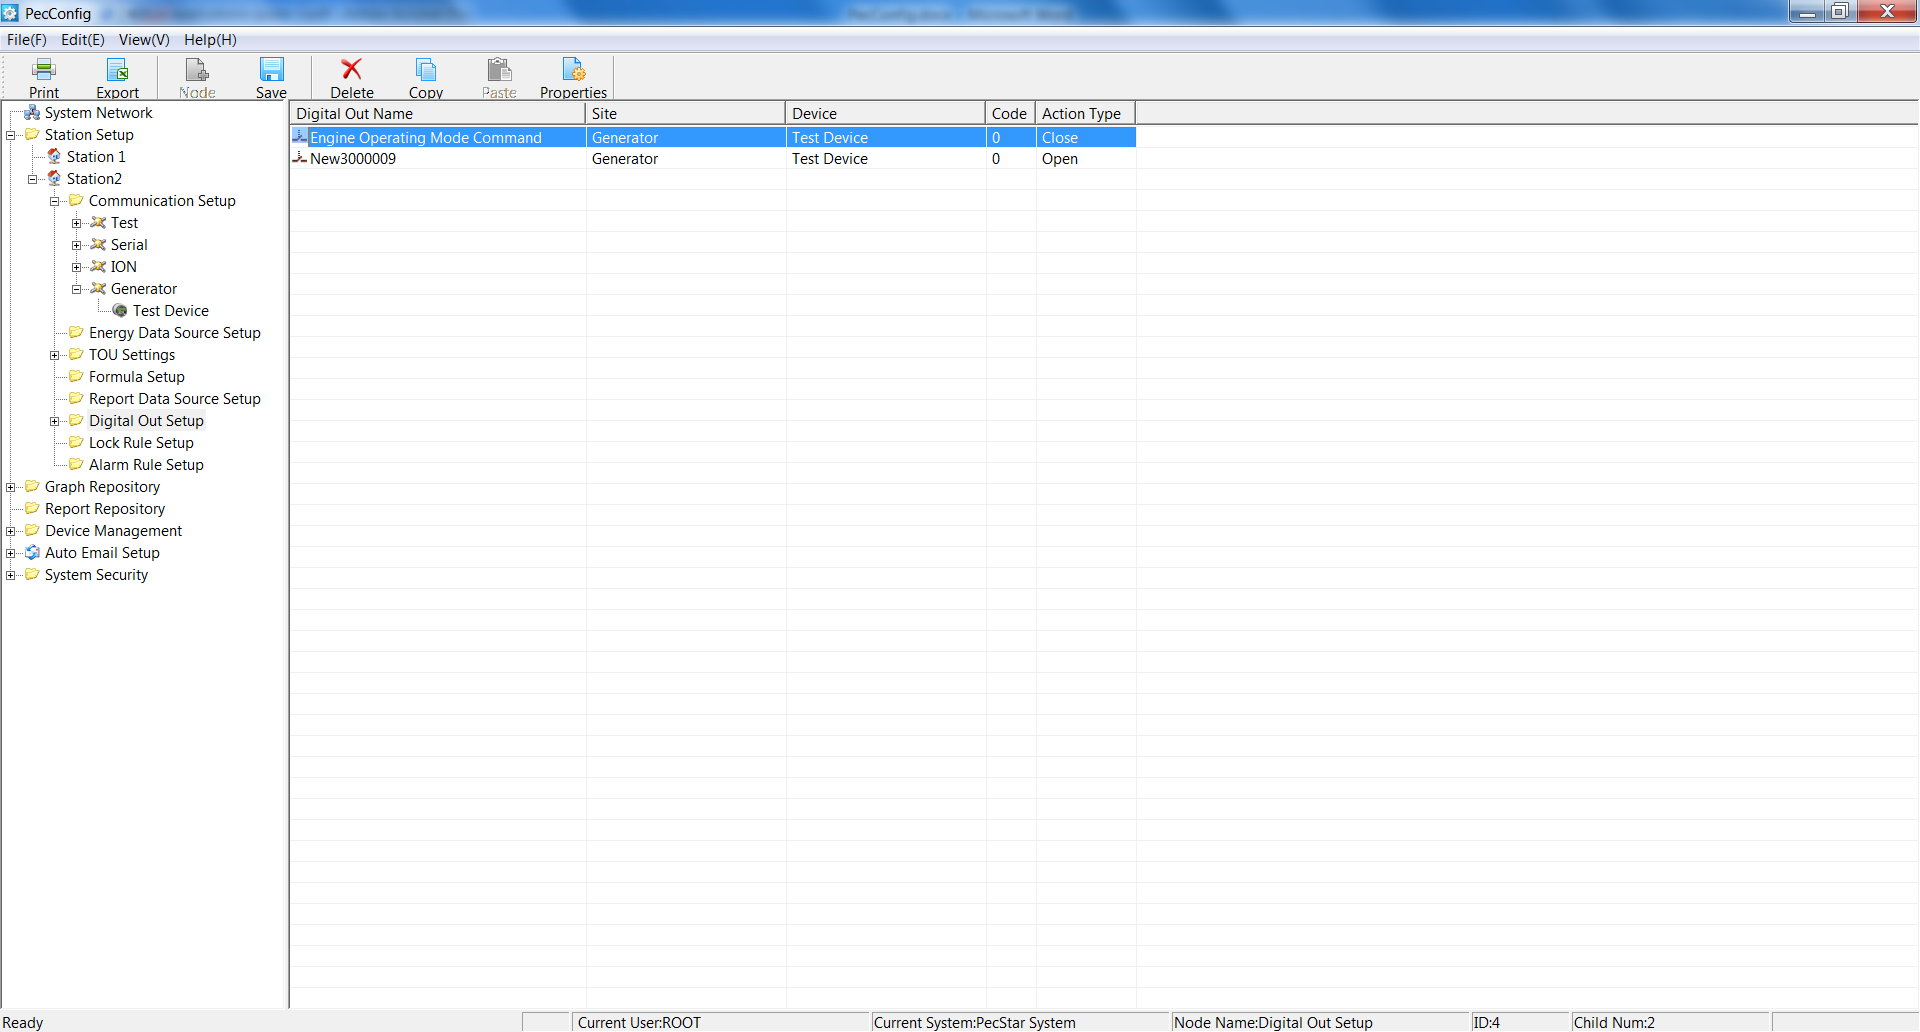 PecConfig
PecConfig.docx - Microsoft Word
File(F) Edit(E) View(V) Help(H)
Print Export Node Save Delete Copy Paste Properties
System Network
Station Setup
Station 1
Station2
Communication Setup
Test
Serial
ION
Generator
Test Device
Energy Data Source Setup
TOU Settings
Formula Setup
Report Data Source Setup
Digital Out Setup
Lock Rule Setup
Alarm Rule Setup
Graph Repository
Report Repository
Device Management
Auto Email Setup
System Security
Digital Out Name Site Device Code Action Type
Engine Operating Mode Command Generator Test Device 0 Close
New3000009 Generator Test Device 0 Open
Ready Current User:ROOT Current System:PecStar System Node Name:Digital Out Setup ID:4 Child Num:2